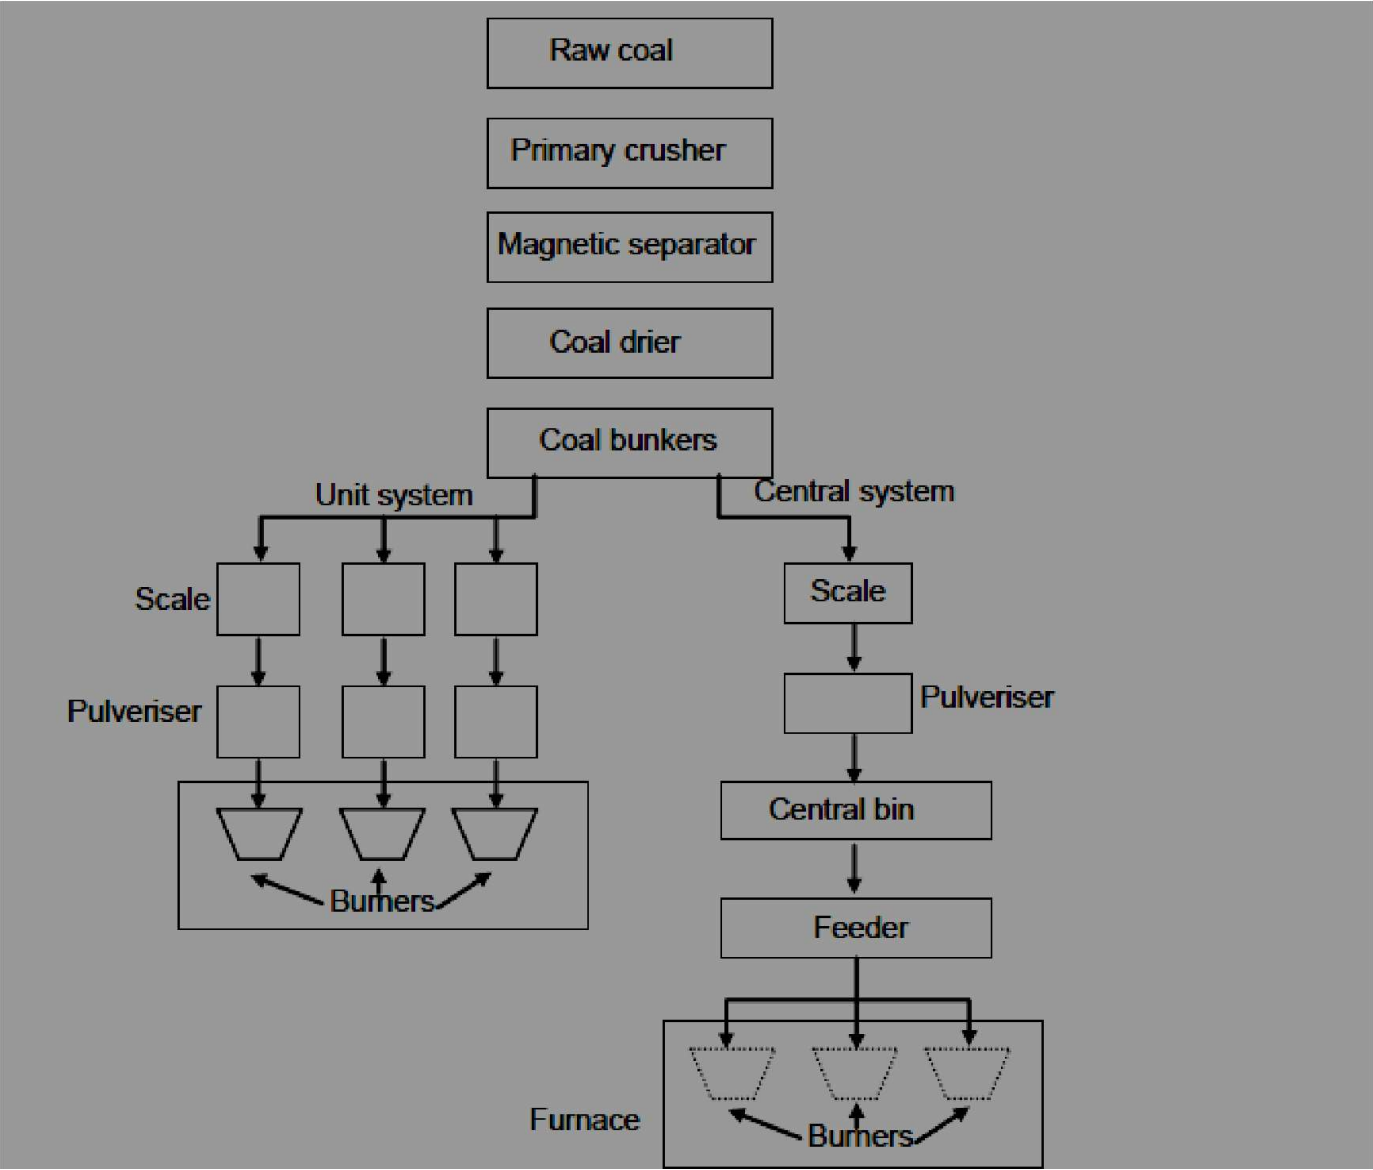 Raw coal
Primary crusher
Magnetic separator
Coal drier
Coal bunkers
Unit system
Central system
Scale
Scale
Pulveriser
Pulveriser
Central bin
Burners
Feeder
Furnace
Burners